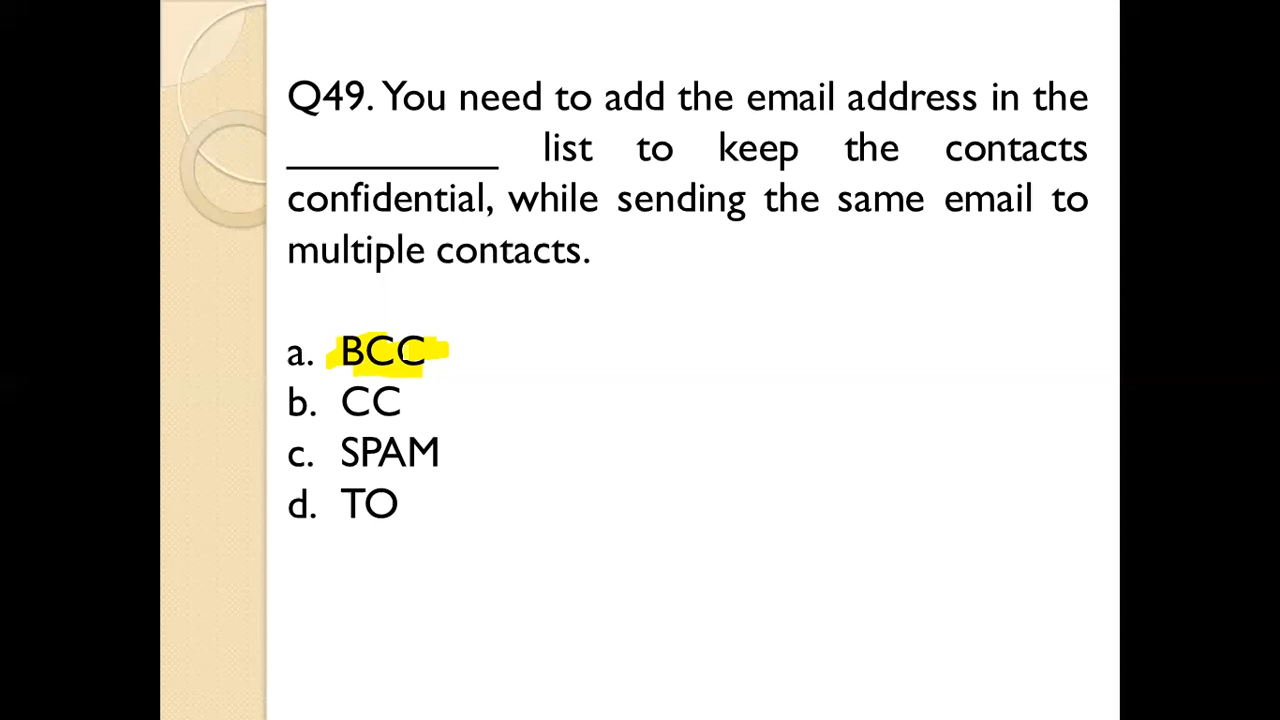 Q49. You need to add the email address in the
__________ list to keep the contacts
confidential, while sending the same email to
multiple contacts.
a. BCC
b. CC
c. SPAM
d. TO